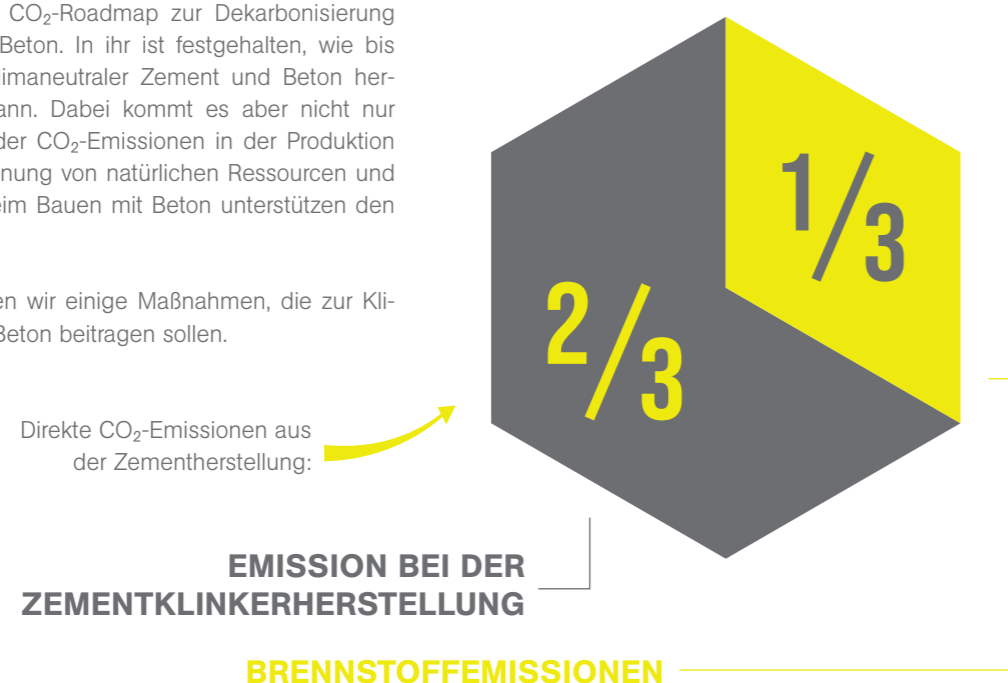 CO₂-Roadmap zur Dekarbonisierung
Beton. In ihr ist festgehalten, wie bis
limaneutraler Zement und Beton her-
ann. Dabei kommt es aber nicht nur
der CO₂-Emissionen in der Produktion
nung von natürlichen Ressourcen und
eim Bauen mit Beton unterstützen den
en wir einige Maßnahmen, die zur Kli-
Beton beitragen sollen.
1/3
2/3
Direkte CO₂-Emissionen aus
der Zementherstellung:
EMISSION BEI DER
ZEMENTKLINKERHERSTELLUNG
BRENNSTOFFEMISSIONEN